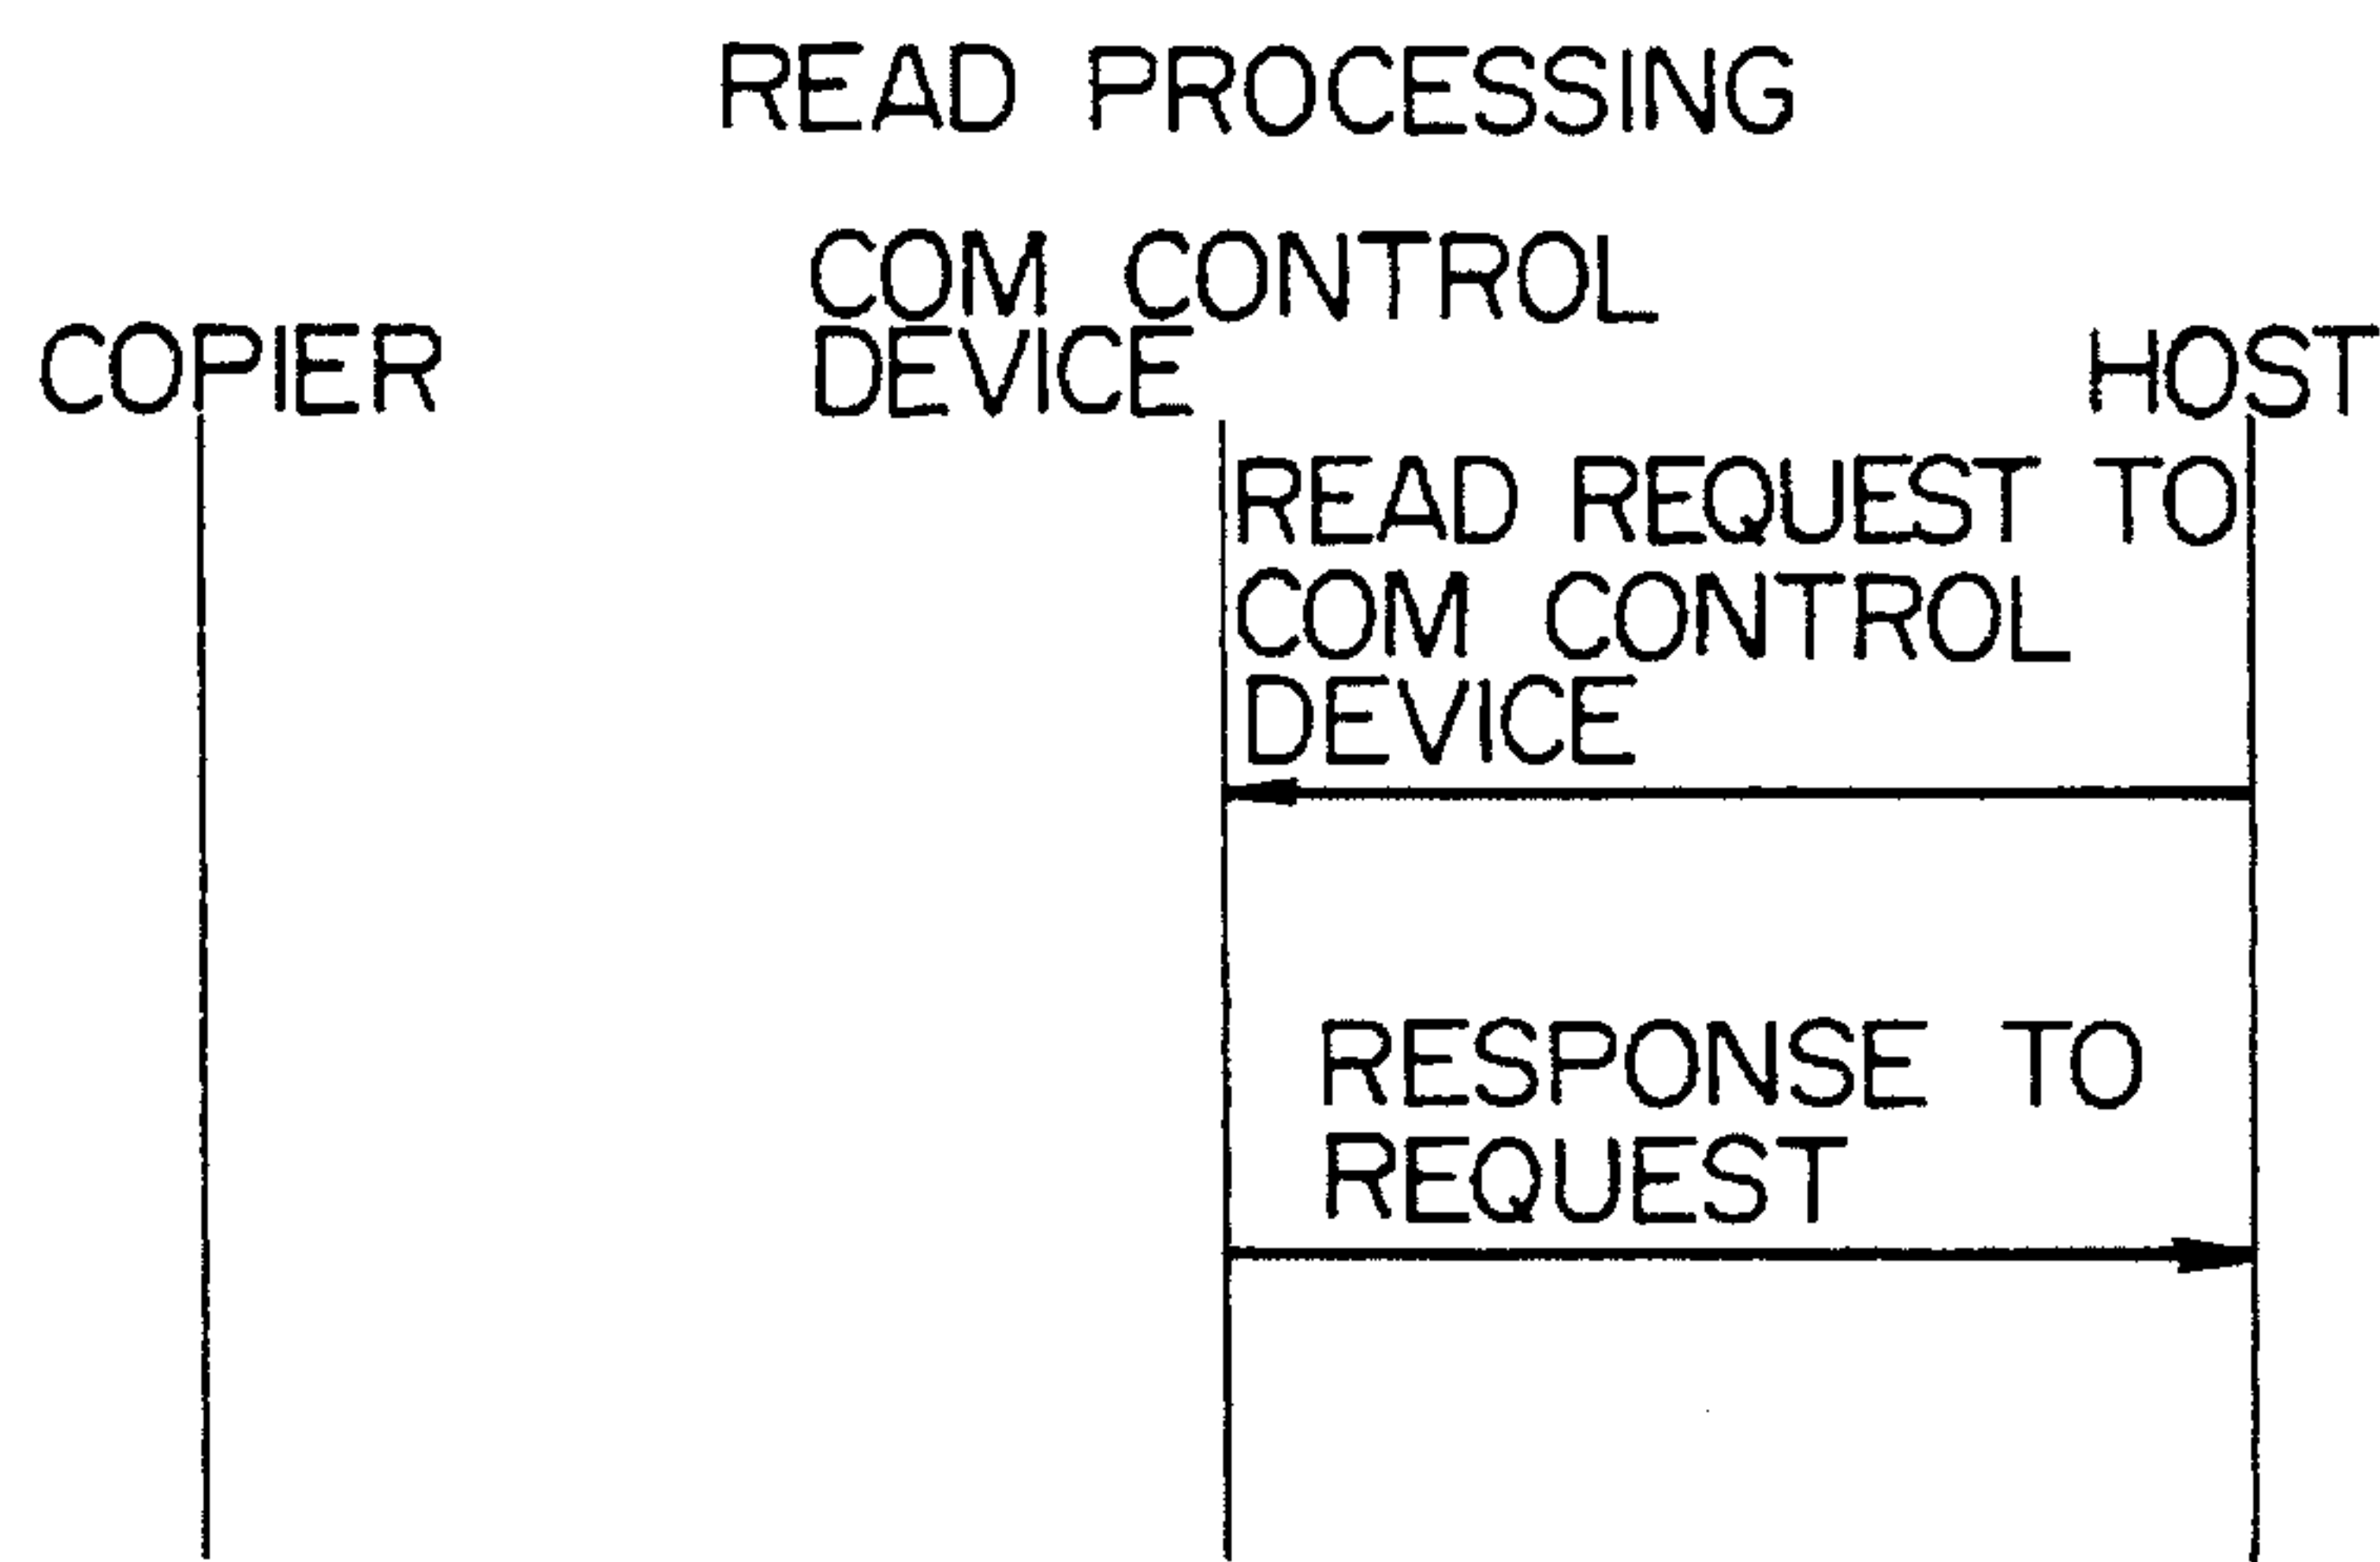 READ PROCESSING
COM CONTROL
DEVICE
COPIER
HOST
READ REQUEST TO
COM CONTROL
DEVICE
RESPONSE TO
REQUEST